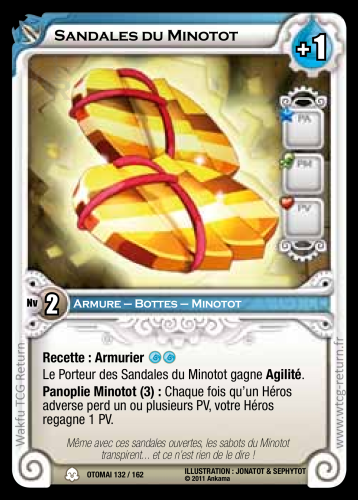 SANDALES DU MINOTOT
+1
PA
PM
PV
Nv 2
ARMURE – BOTTES – MINOTOT
Recette : Armurier
Le Porteur des Sandales du Minotot gagne Agilité.
Panoplie Minotot (3) : Chaque fois qu'un Héros
adverse perd un ou plusieurs PV, votre Héros
regagne 1 PV.
Même avec ces sandales ouvertes, les sabots du Minotot
transpirent... et ce n'est rien de le dire !
OTOMAI 132 / 162
ILLUSTRATION : JONATOT & SEPHYTOT
© 2011 Ankama
Wakfu TCG Return
www.wtcg-return.fr